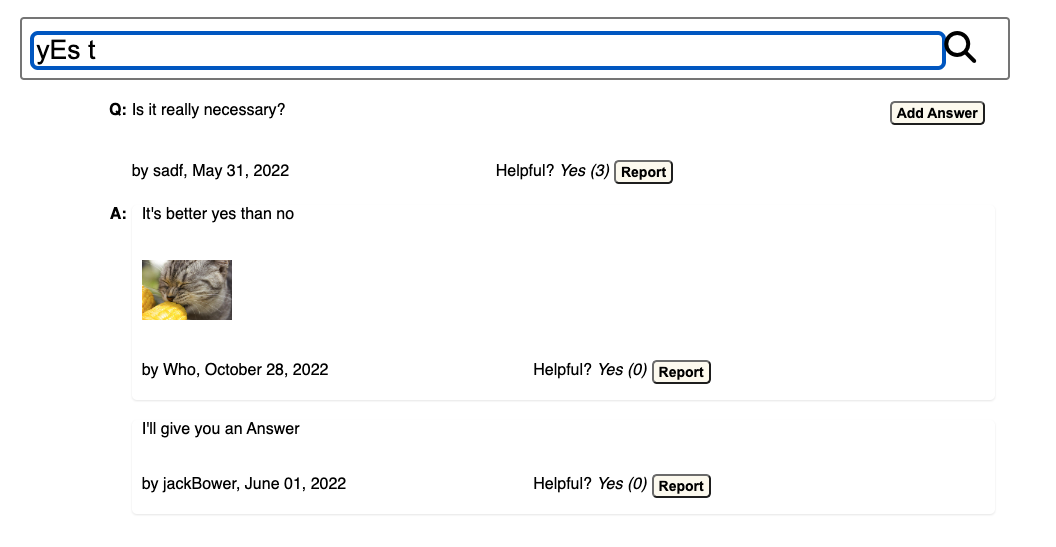 yEs t
Q: Is it really necessary? Add Answer
by sadf, May 31, 2022 Helpful? Yes (3) Report
A: It's better yes than no
by Who, October 28, 2022 Helpful? Yes (0) Report
I'll give you an Answer
by jackBower, June 01, 2022 Helpful? Yes (0) Report